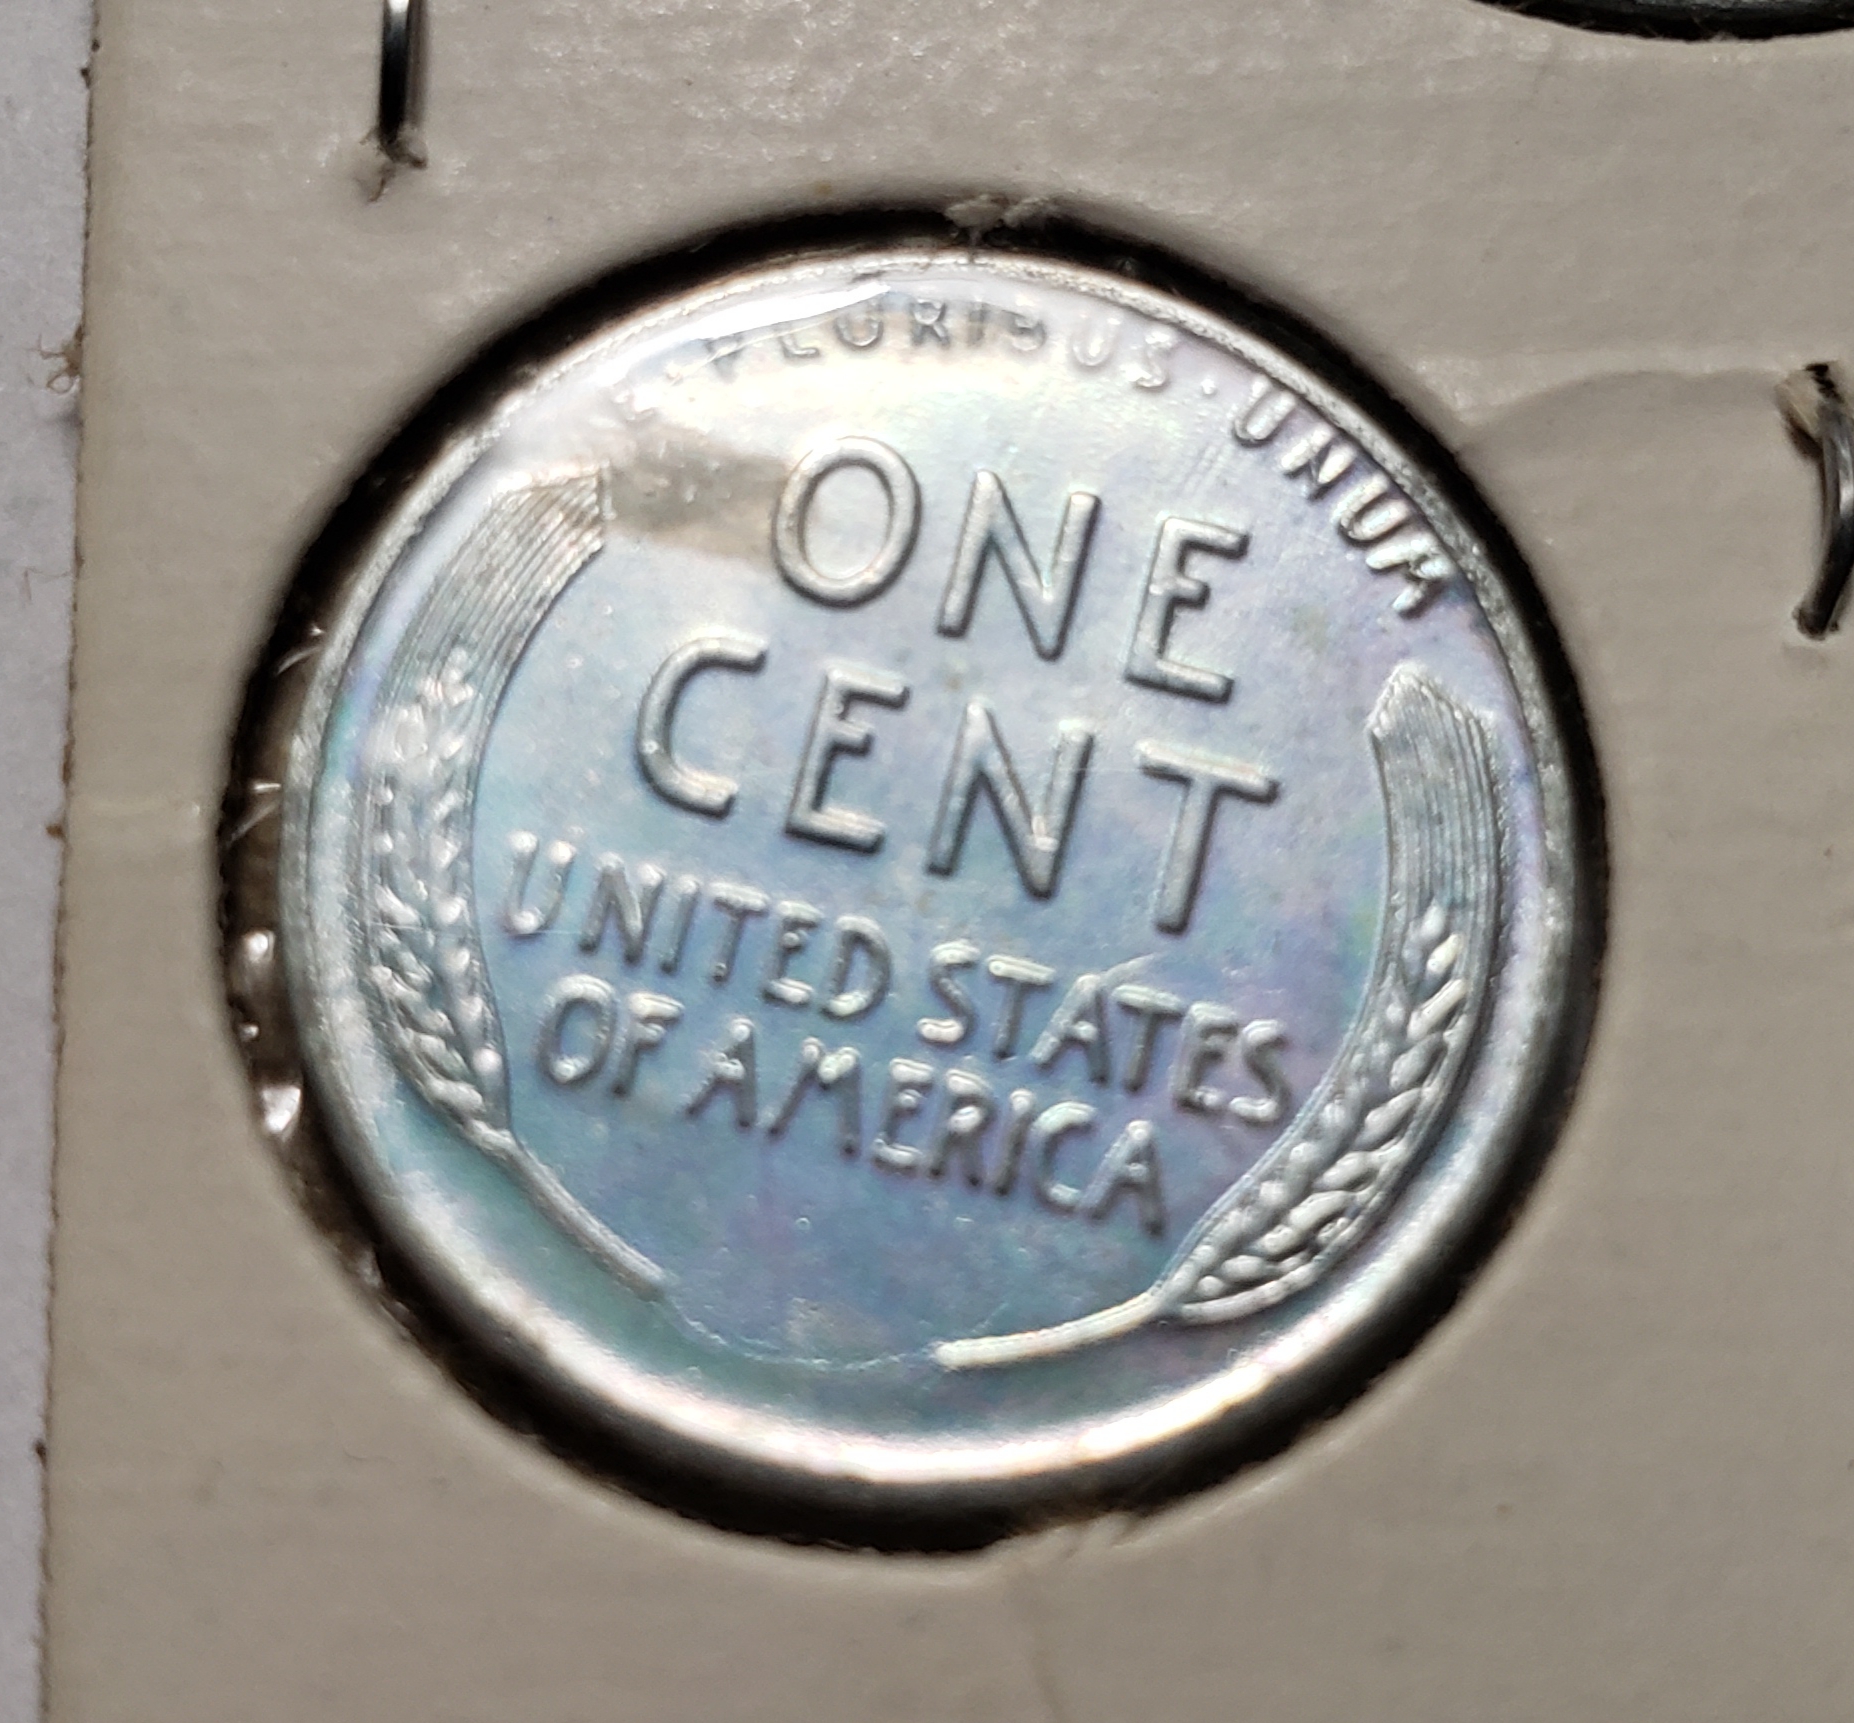 PLURIBUS · UNUM
ONE
CENT
UNITED STATES
OF AMERICA